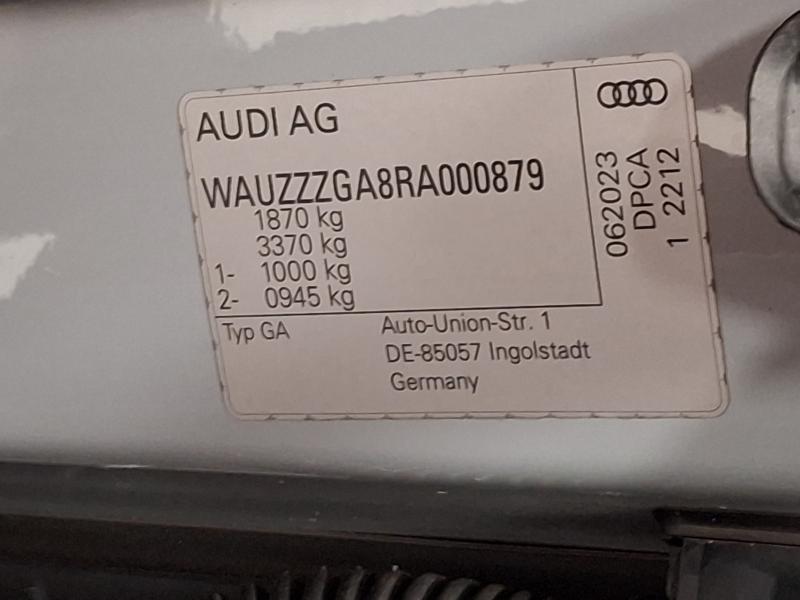 AUDI AG
WAUZZZGA8RA000879
1870 kg
3370 kg
1- 1000 kg
2- 0945 kg
Typ GA
Auto-Union-Str. 1
DE-85057 Ingolstadt
Germany
062023
DPCA
1 2212